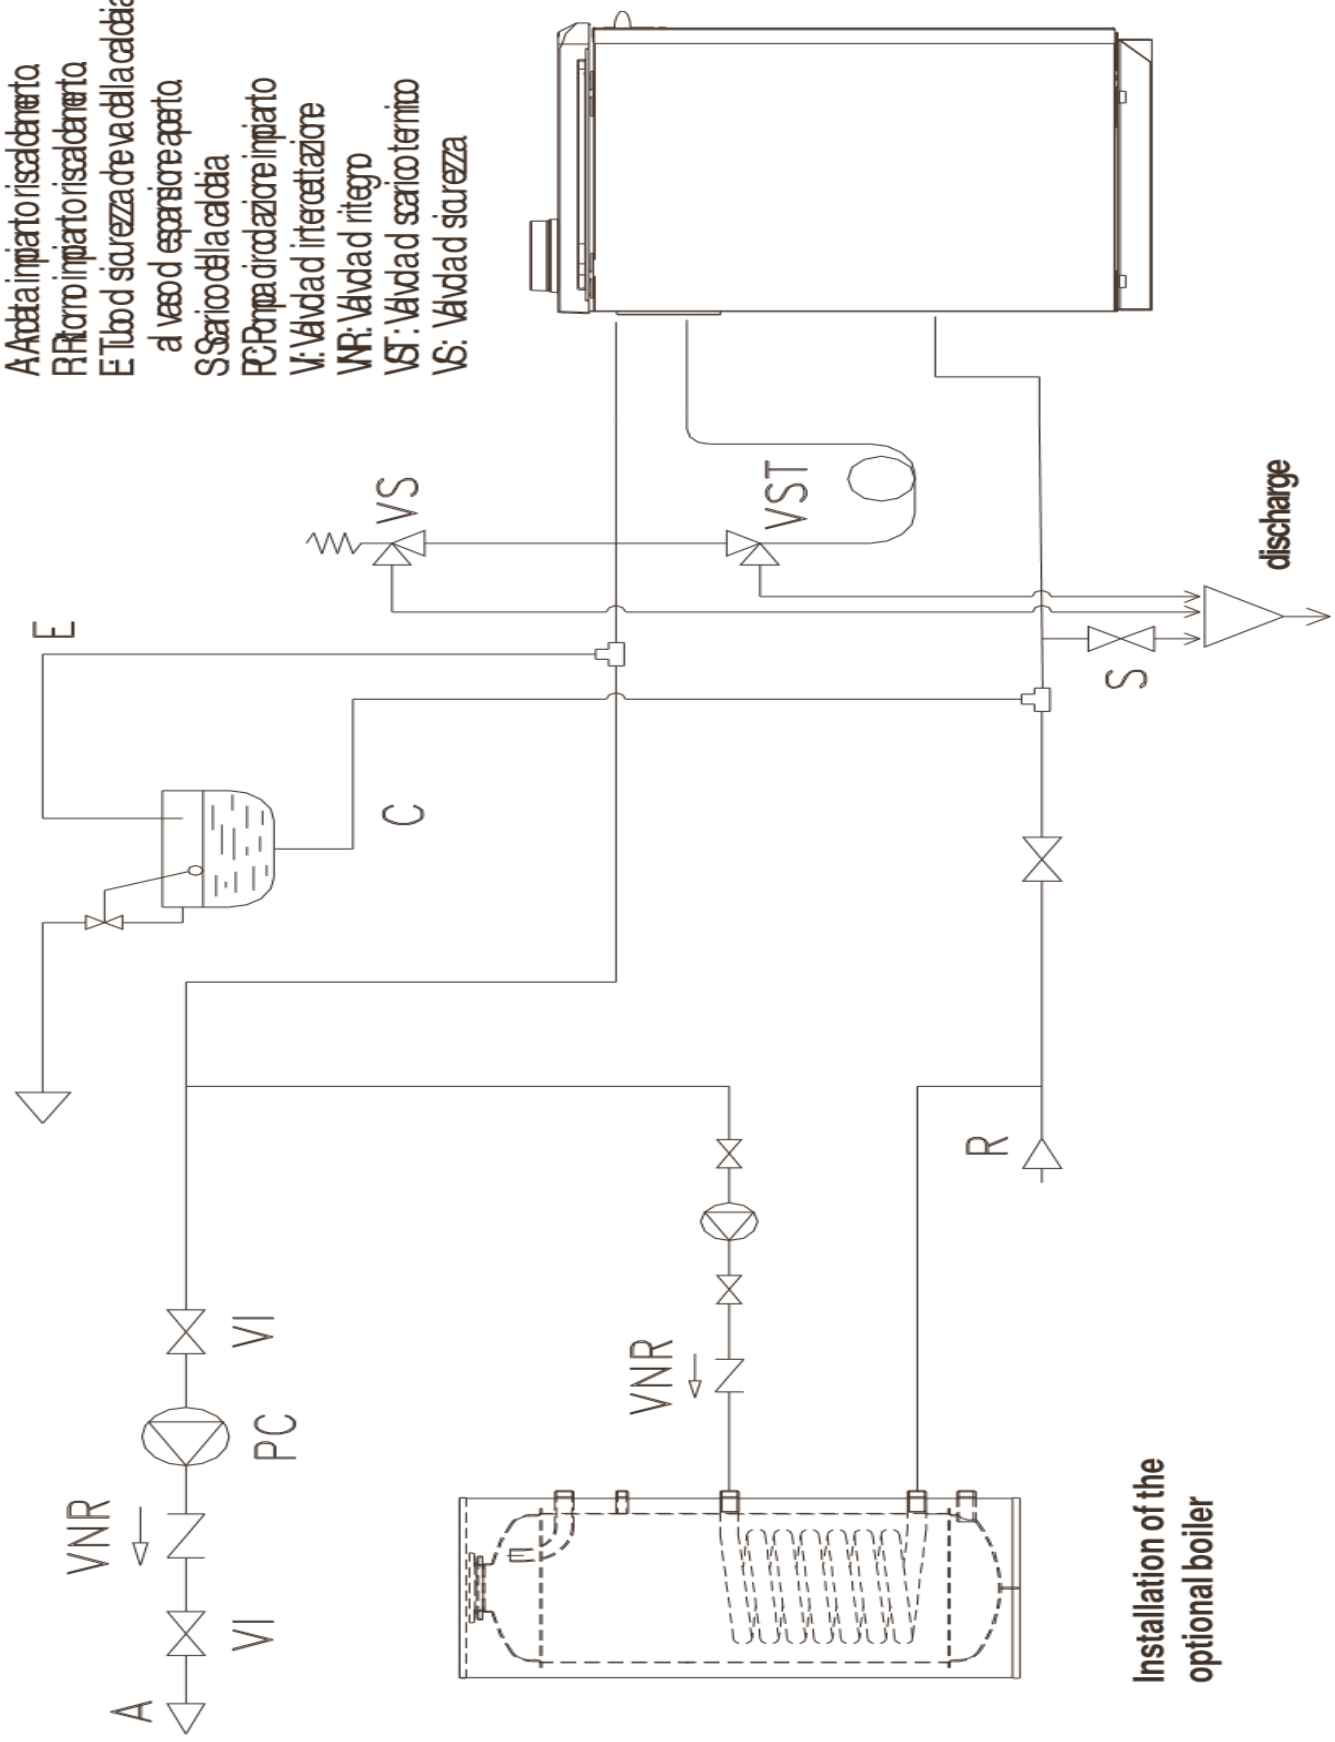 A:Andata impianto riscaldamento.
R:Ritorno impianto riscaldamento.
E: Tubo di sicurezza che va dalla caldaia
al vaso di espansione aperto.
S:Scarico della caldaia.
PC:Pompa circolazione impianto
VI: Valvola di intercettazione
VNR: Valvola di ritegno
VST : Valvola di scarico termico
VS: Valvola di sicurezza
E
VNR
A
VI
PC
VI
C
VS
VNR
VST
R
S
discharge
Installation of the
optional boiler